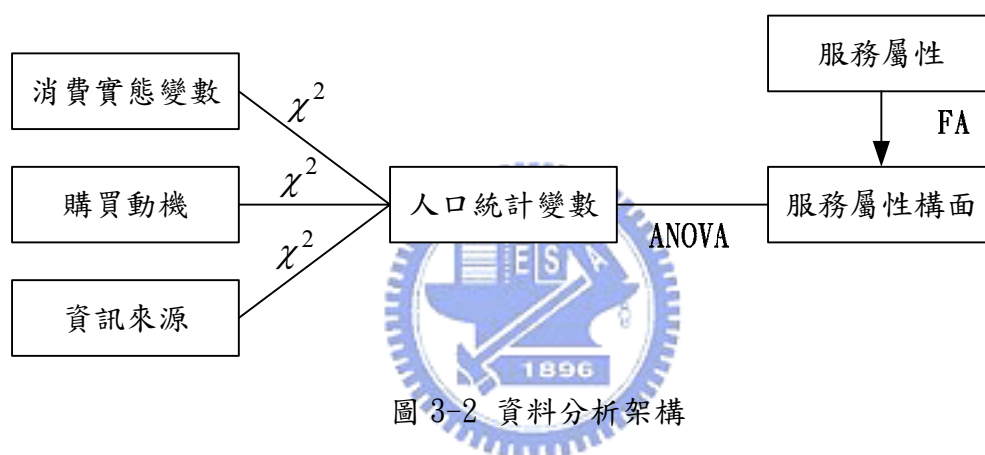 服務屬性
消費實態變數
χ²
FA
購買動機
χ²
人口統計變數
ANOVA
服務屬性構面
χ²
資訊來源
ESA
1896
圖 3-2 資料分析架構